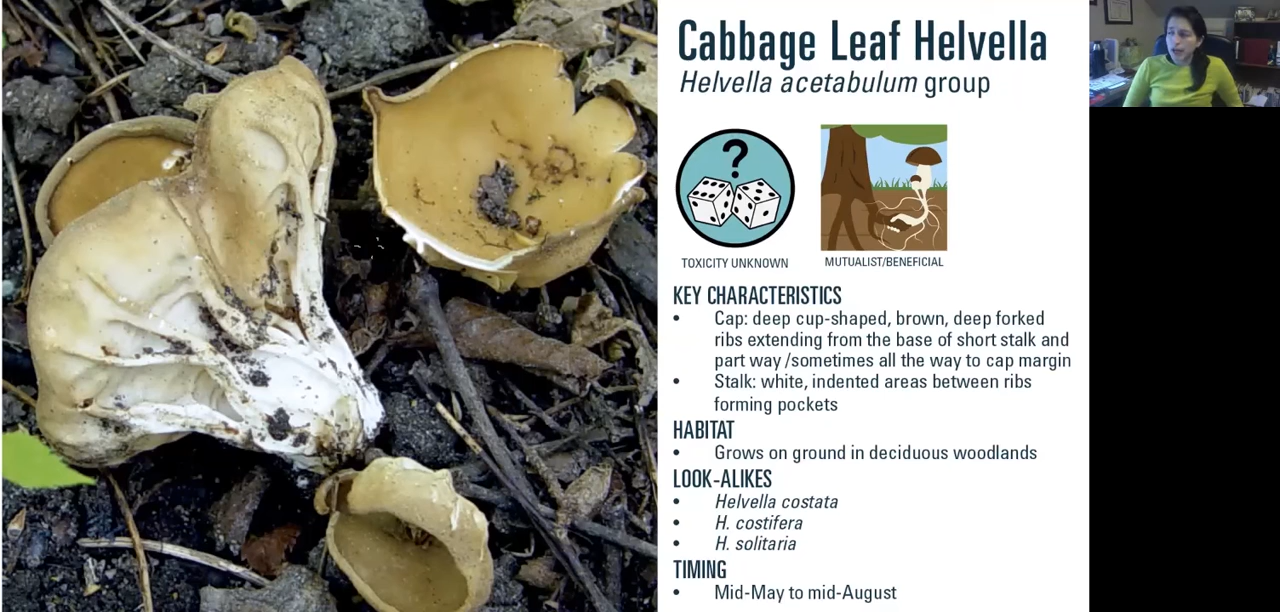 Cabbage Leaf Helvella
Helvella acetabulum group
?
TOXICITY UNKNOWN
MUTUALIST/BENEFICIAL
KEY CHARACTERISTICS
• Cap: deep cup-shaped, brown, deep forked
ribs extending from the base of short stalk and
part way /sometimes all the way to cap margin
• Stalk: white, indented areas between ribs
forming pockets
HABITAT
• Grows on ground in deciduous woodlands
LOOK-ALIKES
• Helvella costata
• H. costifera
• H. solitaria
TIMING
• Mid-May to mid-August